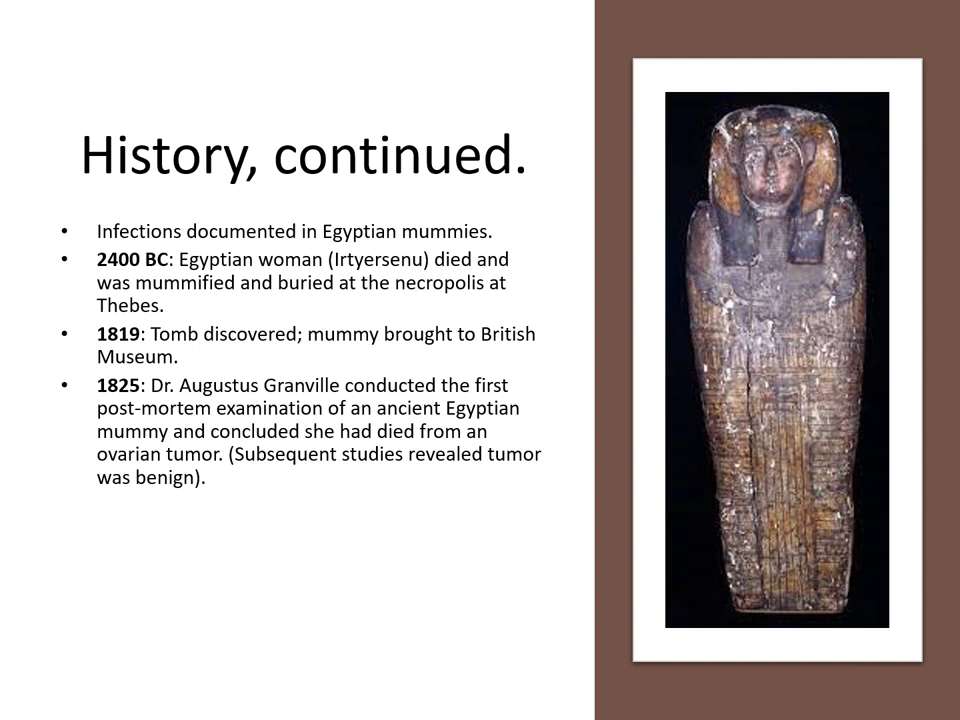 History, continued.
• Infections documented in Egyptian mummies.
• 2400 BC: Egyptian woman (Irtyersenu) died and
was mummified and buried at the necropolis at
Thebes.
• 1819: Tomb discovered; mummy brought to British
Museum.
• 1825: Dr. Augustus Granville conducted the first
post-mortem examination of an ancient Egyptian
mummy and concluded she had died from an
ovarian tumor. (Subsequent studies revealed tumor
was benign).